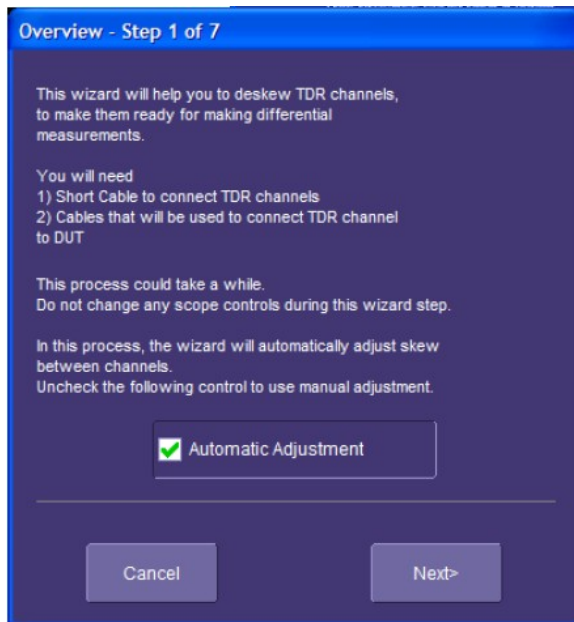 Overview - Step 1 of 7
This wizard will help you to deskew TDR channels,
to make them ready for making differential
measurements.
You will need
1) Short Cable to connect TDR channels
2) Cables that will be used to connect TDR channel
to DUT
This process could take a while.
Do not change any scope controls during this wizard step.
In this process, the wizard will automatically adjust skew
between channels.
Uncheck the following control to use manual adjustment.
Automatic Adjustment
Cancel
Next>